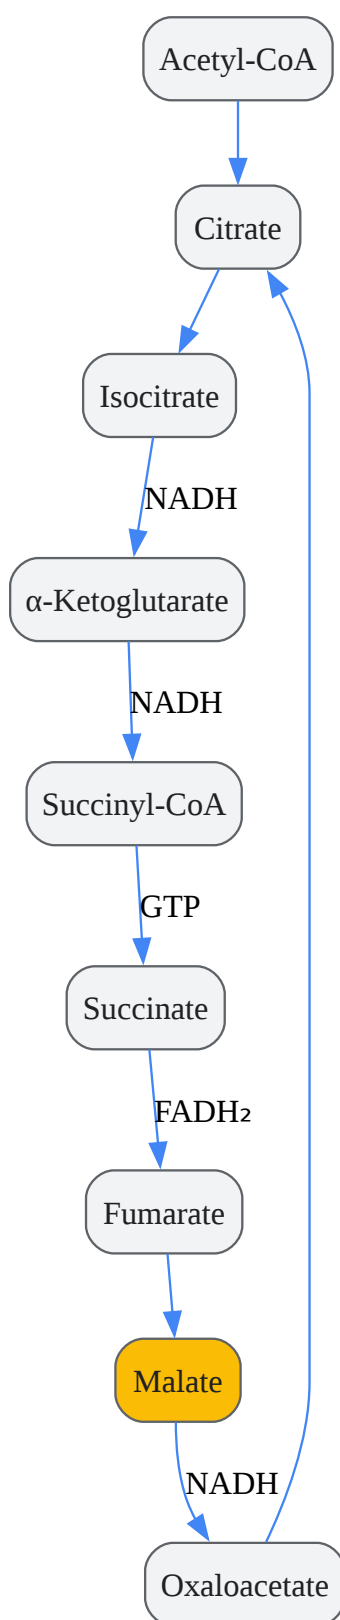 Acetyl-CoA
Citrate
Isocitrate
NADH
α-Ketoglutarate
NADH
Succinyl-CoA
GTP
Succinate
FADH₂
Fumarate
Malate
NADH
Oxaloacetate